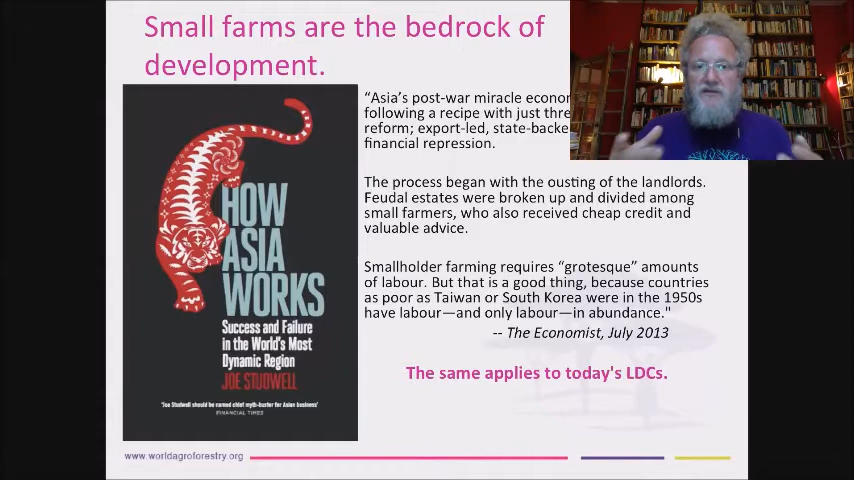 Small farms are the bedrock of
development.
“Asia’s post-war miracle econom
following a recipe with just thre
reform; export-led, state-backe
financial repression.
The process began with the ousting of the landlords.
Feudal estates were broken up and divided among
small farmers, who also received cheap credit and
valuable advice.
Smallholder farming requires “grotesque” amounts
of labour. But that is a good thing, because countries
as poor as Taiwan or South Korea were in the 1950s
have labour—and only labour—in abundance."
-- The Economist, July 2013
The same applies to today's LDCs.
HOW
ASIA
WORKS
Success and Failure
in the World's Most
Dynamic Region
JOE STUDWELL
'Joe Studwell should be named chief myth-buster for Asian business'
FINANCIAL TIMES
www.worldagroforestry.org